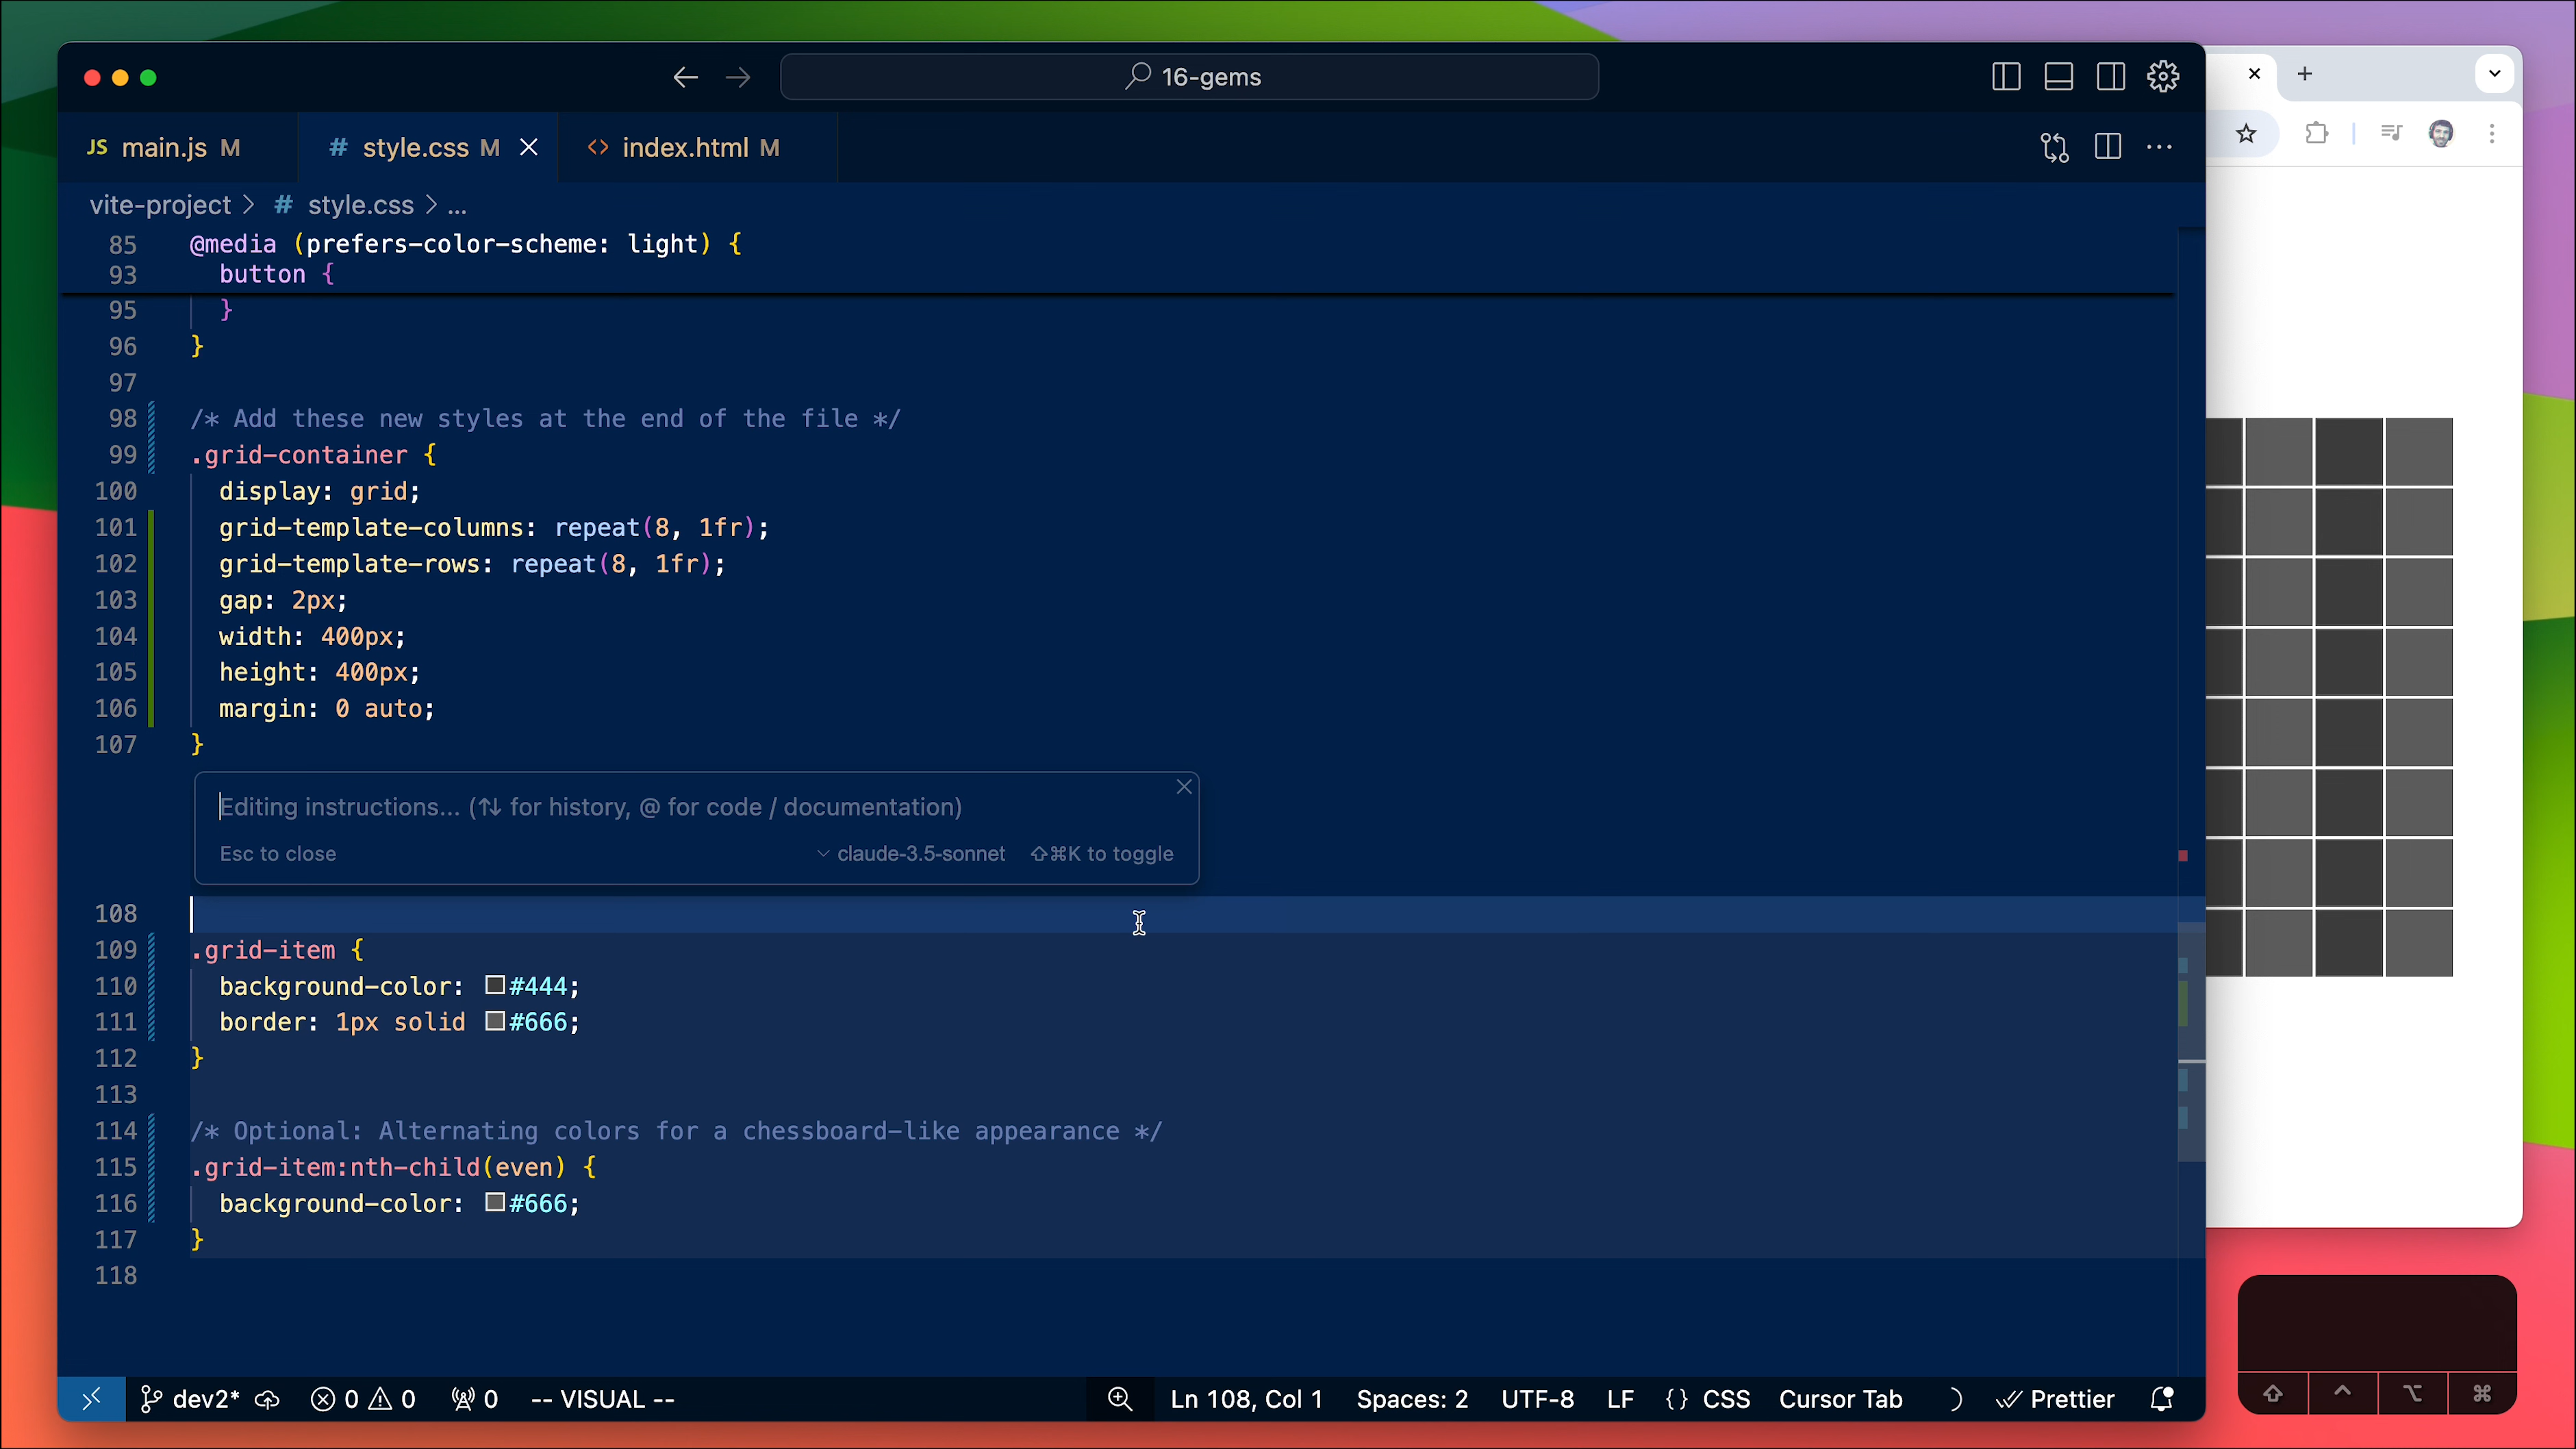 16-gems
JS main.js M
# style.css M
<> index.html M
vite-project > # style.css > ...
85 @media (prefers-color-scheme: light) {
93 button {
95 }
96 }
97
98 /* Add these new styles at the end of the file */
99 .grid-container {
100 display: grid;
101 grid-template-columns: repeat(8, 1fr);
102 grid-template-rows: repeat(8, 1fr);
103 gap: 2px;
104 width: 400px;
105 height: 400px;
106 margin: 0 auto;
107 }
Editing instructions... (⇅ for history, @ for code / documentation)
Esc to close claude-3.5-sonnet ⇧⌘K to toggle
108
109 .grid-item {
110 background-color: #444;
111 border: 1px solid #666;
112 }
113
114 /* Optional: Alternating colors for a chessboard-like appearance */
115 .grid-item:nth-child(even) {
116 background-color: #666;
117 }
118
dev2* 0 0 0 -- VISUAL -- Ln 108, Col 1 Spaces: 2 UTF-8 LF {} CSS Cursor Tab Prettier